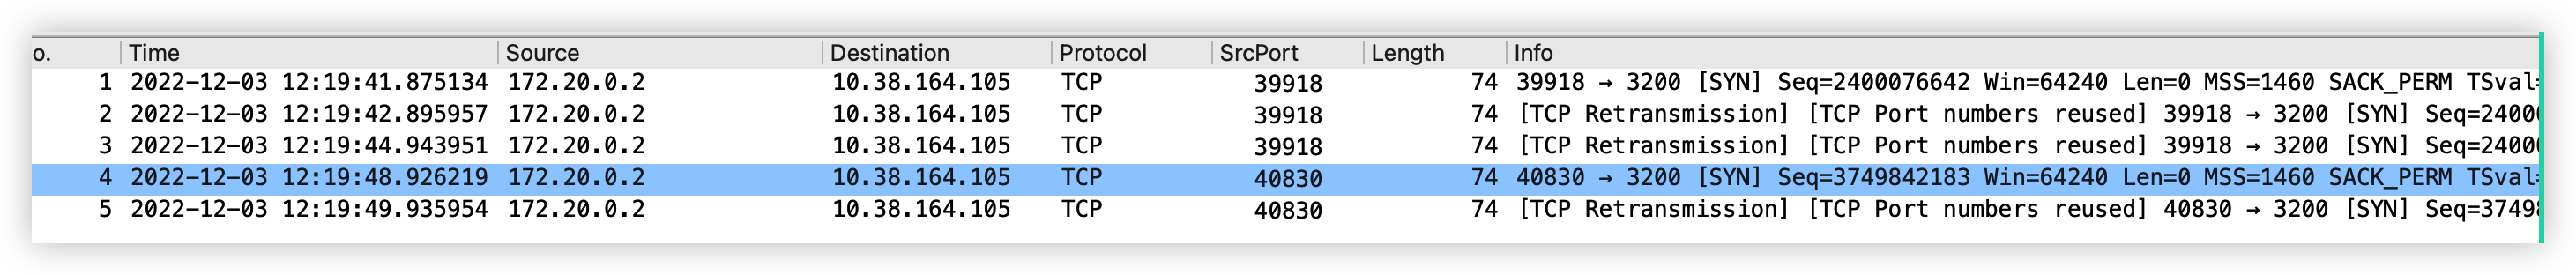 o. Time Source Destination Protocol SrcPort Length Info
1 2022-12-03 12:19:41.875134 172.20.0.2 10.38.164.105 TCP 39918 74 39918 → 3200 [SYN] Seq=2400076642 Win=64240 Len=0 MSS=1460 SACK_PERM TSval=
2 2022-12-03 12:19:42.895957 172.20.0.2 10.38.164.105 TCP 39918 74 [TCP Retransmission] [TCP Port numbers reused] 39918 → 3200 [SYN] Seq=2400
3 2022-12-03 12:19:44.943951 172.20.0.2 10.38.164.105 TCP 39918 74 [TCP Retransmission] [TCP Port numbers reused] 39918 → 3200 [SYN] Seq=2400
4 2022-12-03 12:19:48.926219 172.20.0.2 10.38.164.105 TCP 40830 74 40830 → 3200 [SYN] Seq=3749842183 Win=64240 Len=0 MSS=1460 SACK_PERM TSval=
5 2022-12-03 12:19:49.935954 172.20.0.2 10.38.164.105 TCP 40830 74 [TCP Retransmission] [TCP Port numbers reused] 40830 → 3200 [SYN] Seq=3749